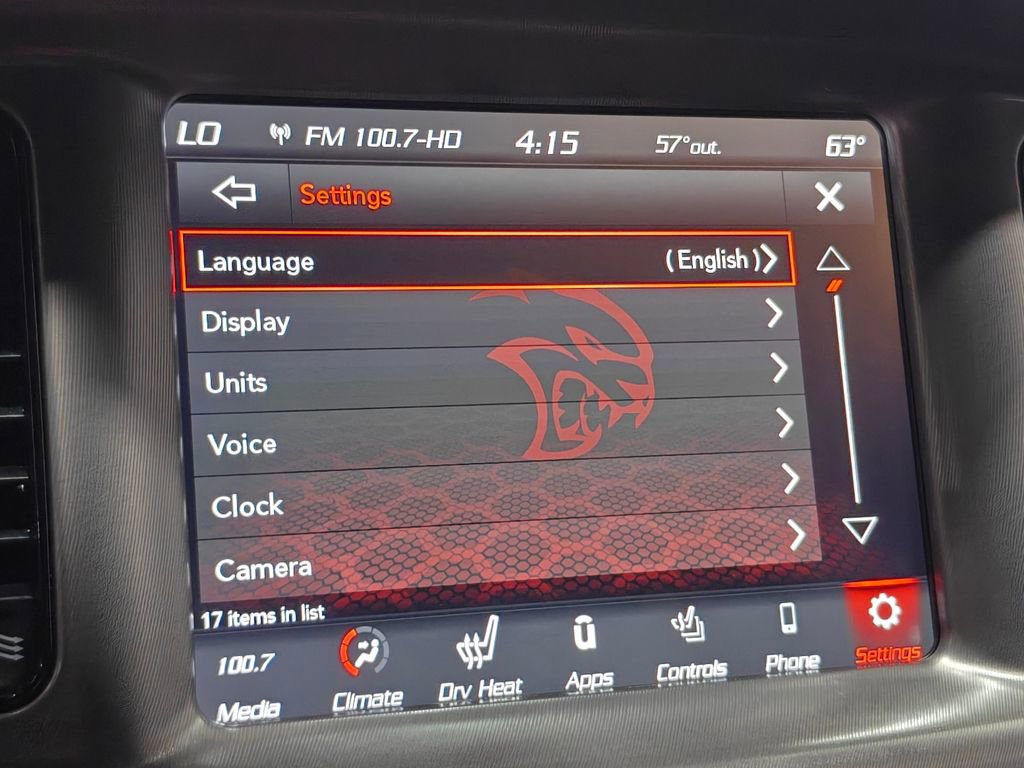 LO FM 100.7-HD 4:15 57°out. 63°
Settings
Language (English)
Display
Units
Voice
Clock
Camera
17 items in list
100.7
Media Climate Drv Heat Apps Controls Phone Settings